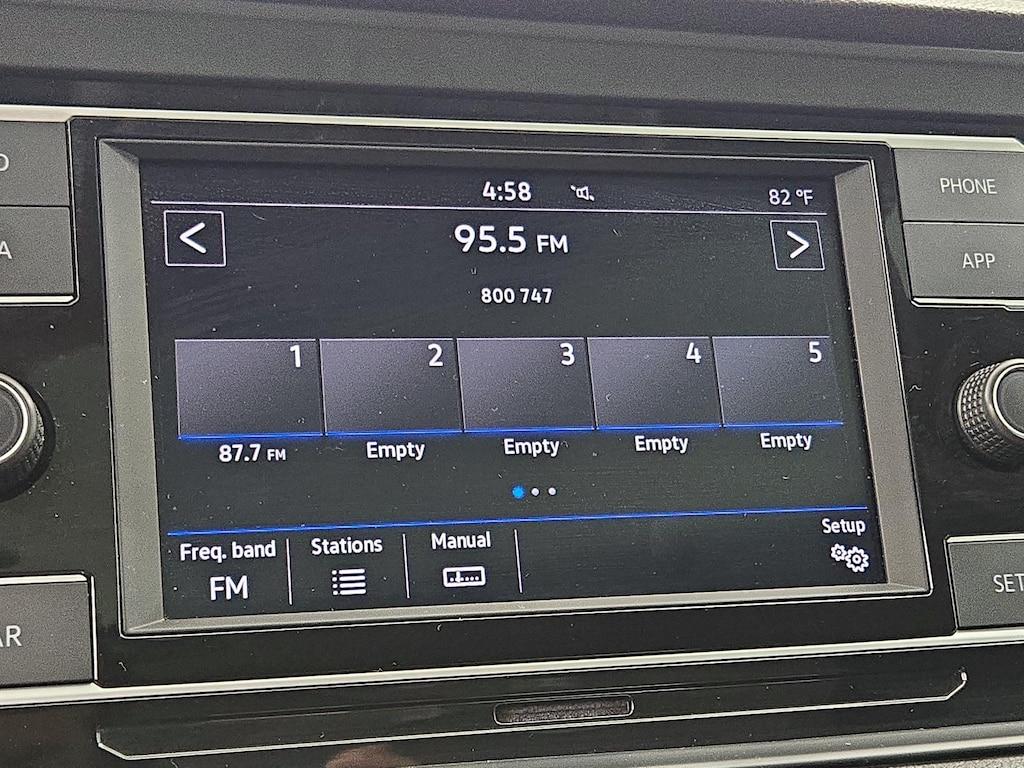 4:58
82 °F
PHONE
<
95.5 FM
>
APP
800 747
1 2 3 4 5
87.7 FM Empty Empty Empty Empty
Freq. band Stations Manual Setup
FM